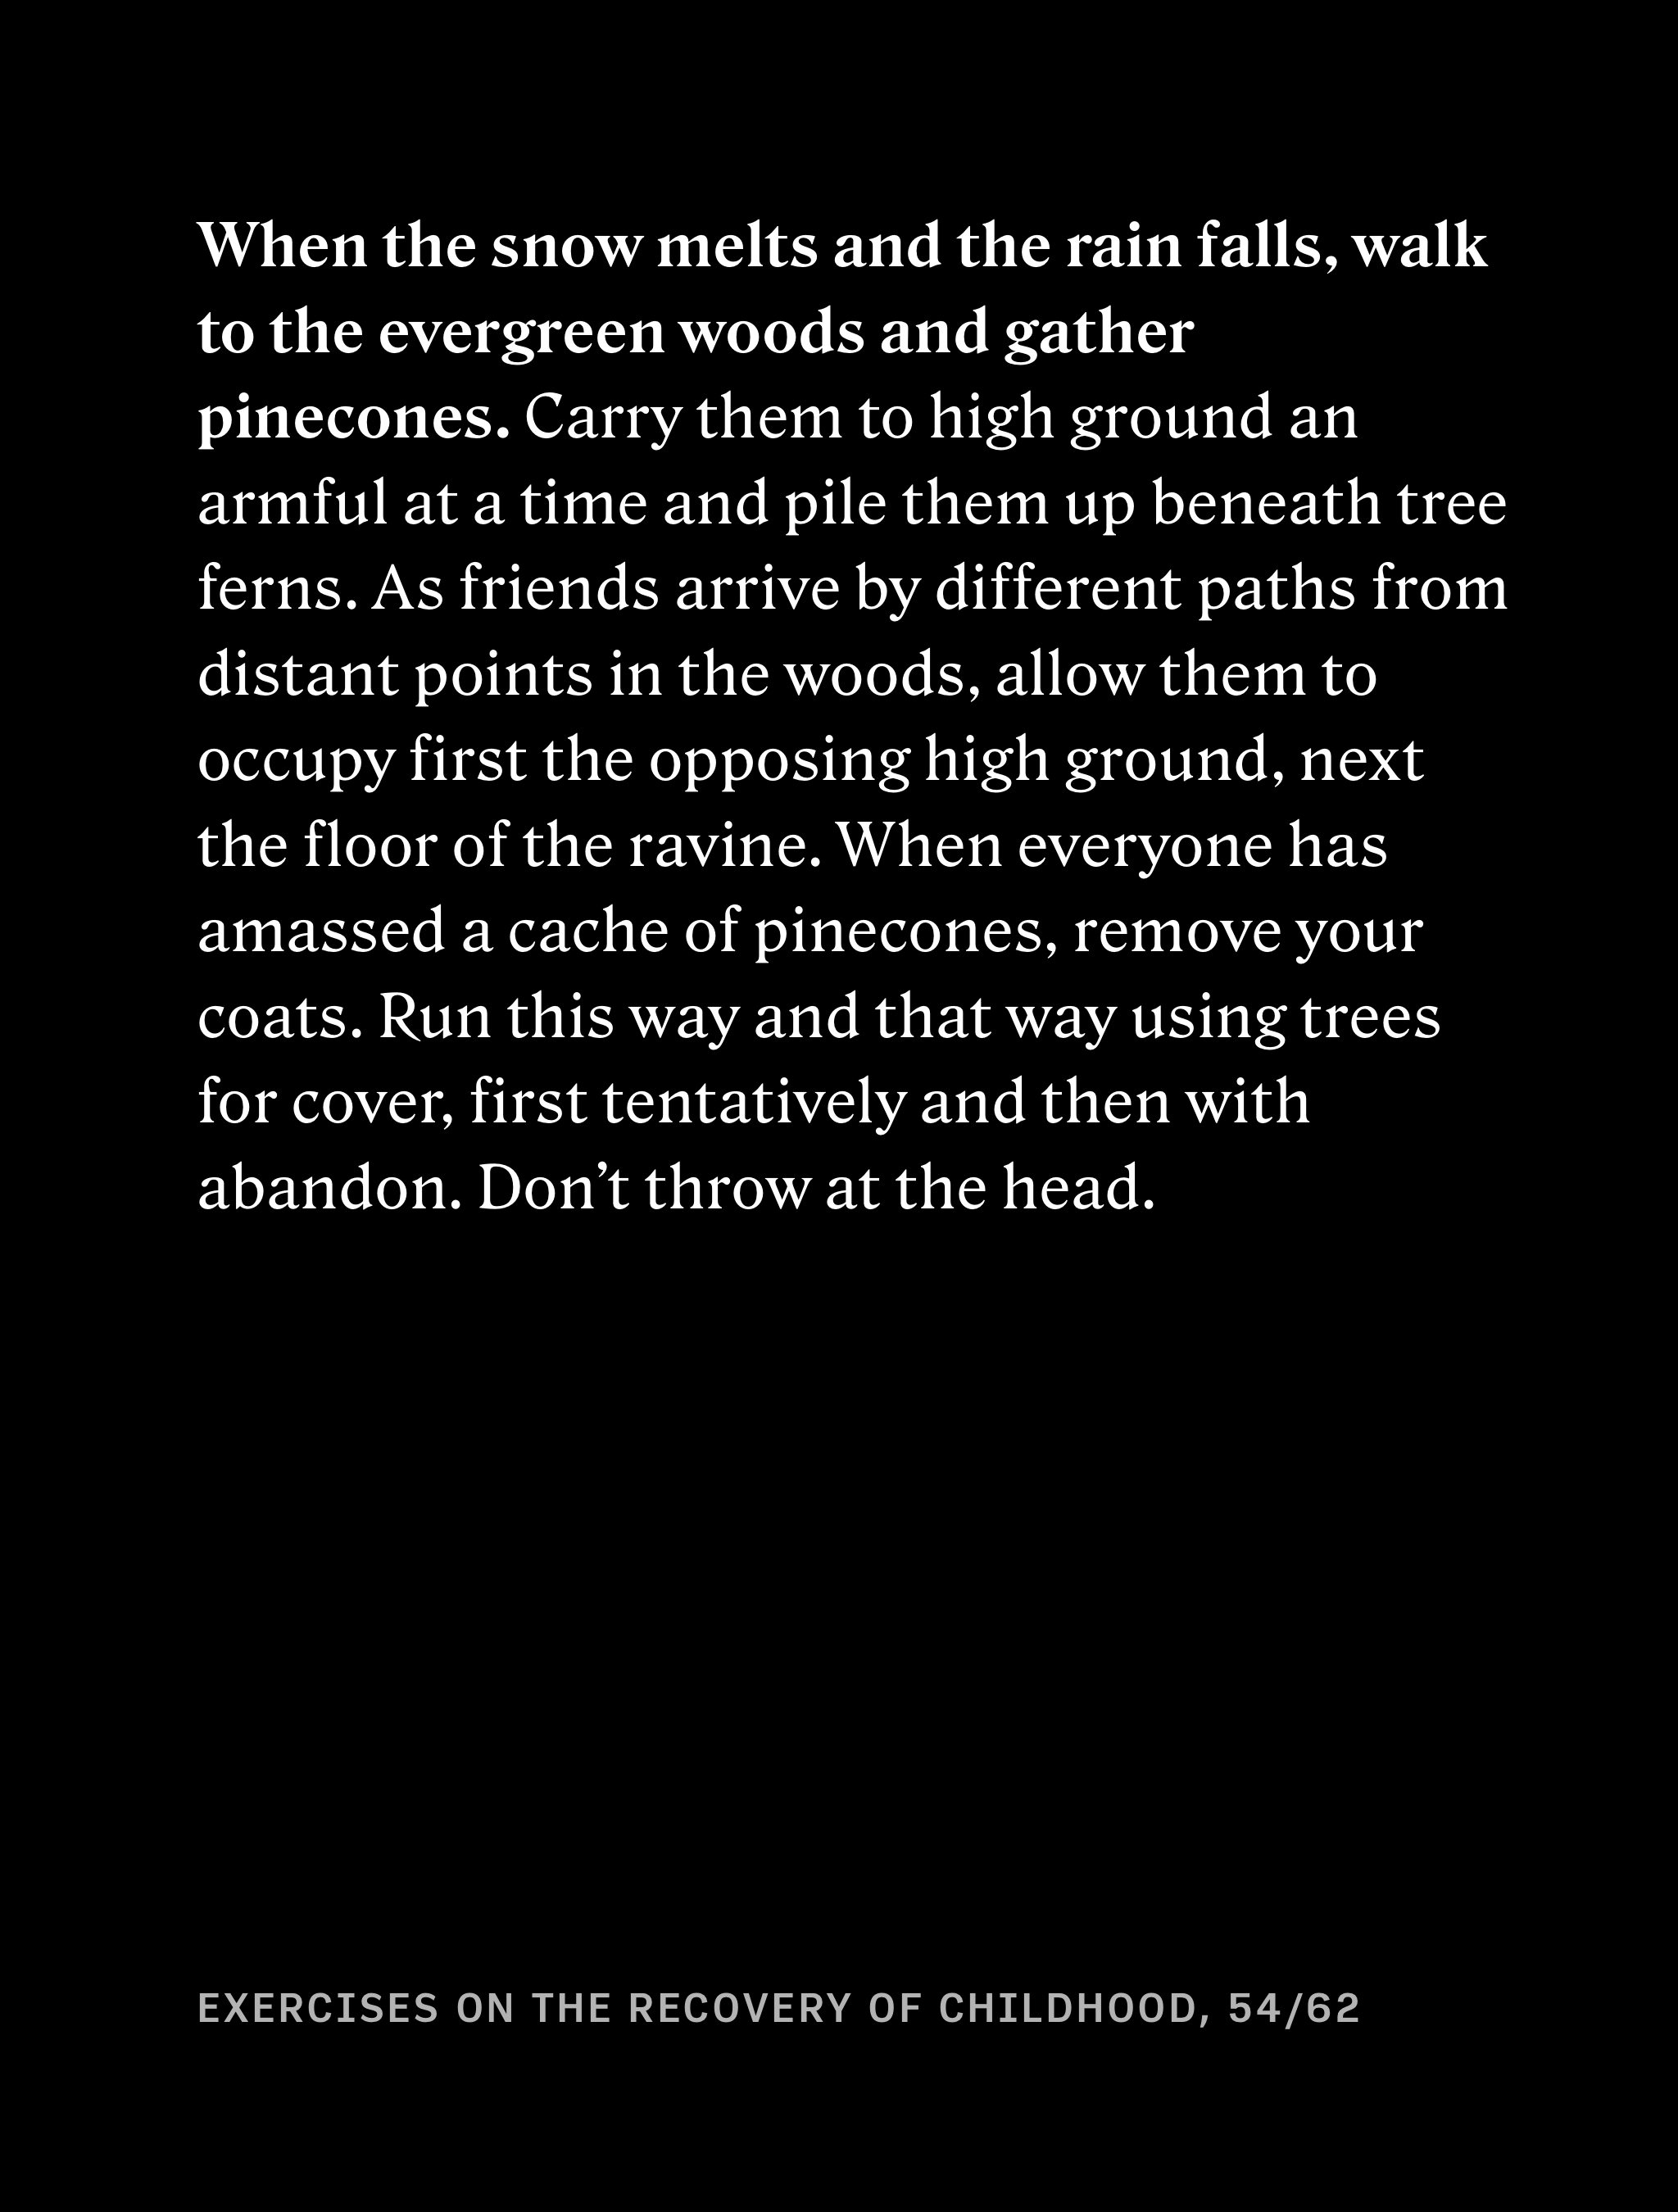 When the snow melts and the rain falls, walk
to the evergreen woods and gather
pinecones. Carry them to high ground an
armful at a time and pile them up beneath tree
ferns. As friends arrive by different paths from
distant points in the woods, allow them to
occupy first the opposing high ground, next
the floor of the ravine. When everyone has
amassed a cache of pinecones, remove your
coats. Run this way and that way using trees
for cover, first tentatively and then with
abandon. Don’t throw at the head.
EXERCISES ON THE RECOVERY OF CHILDHOOD, 54/62